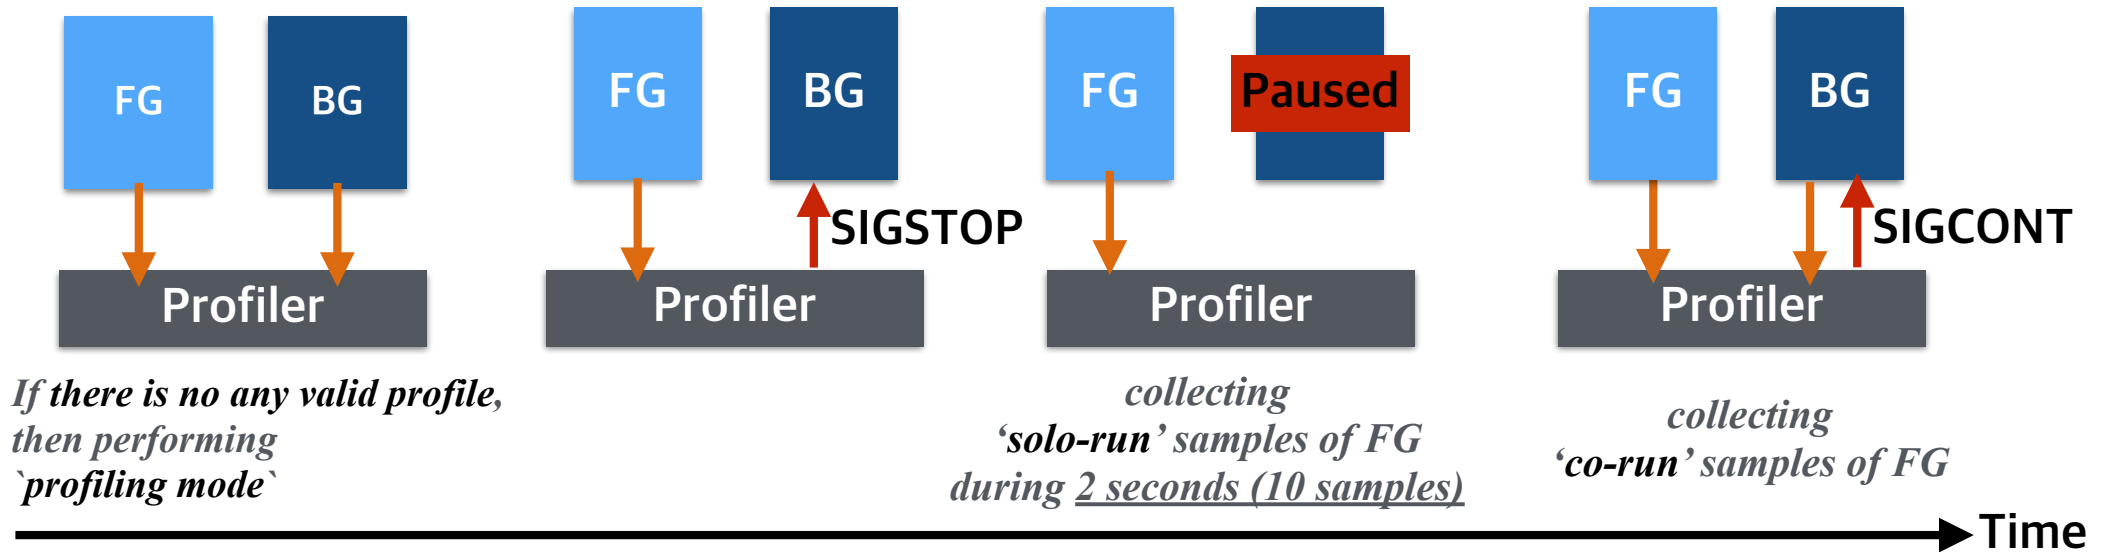 FG
BG
Profiler
If there is no any valid profile,
then performing
`profiling mode`
FG
BG
SIGSTOP
Profiler
FG
Paused
Profiler
collecting
‘solo-run’ samples of FG
during 2 seconds (10 samples)
FG
BG
SIGCONT
Profiler
collecting
‘co-run’ samples of FG
Time